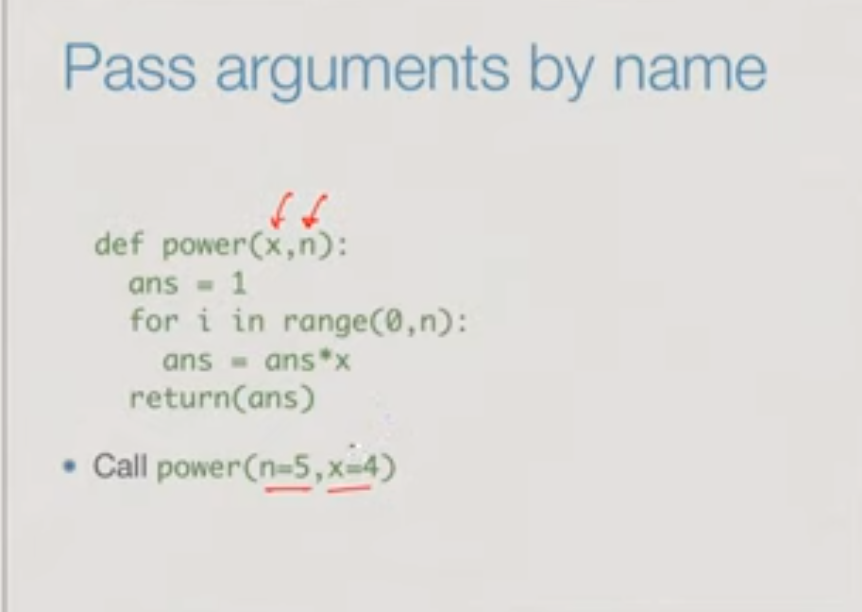 Pass arguments by name
def power(x,n):
  ans = 1
  for i in range(0,n):
    ans = ans*x
  return(ans)
• Call power(n=5,x=4)